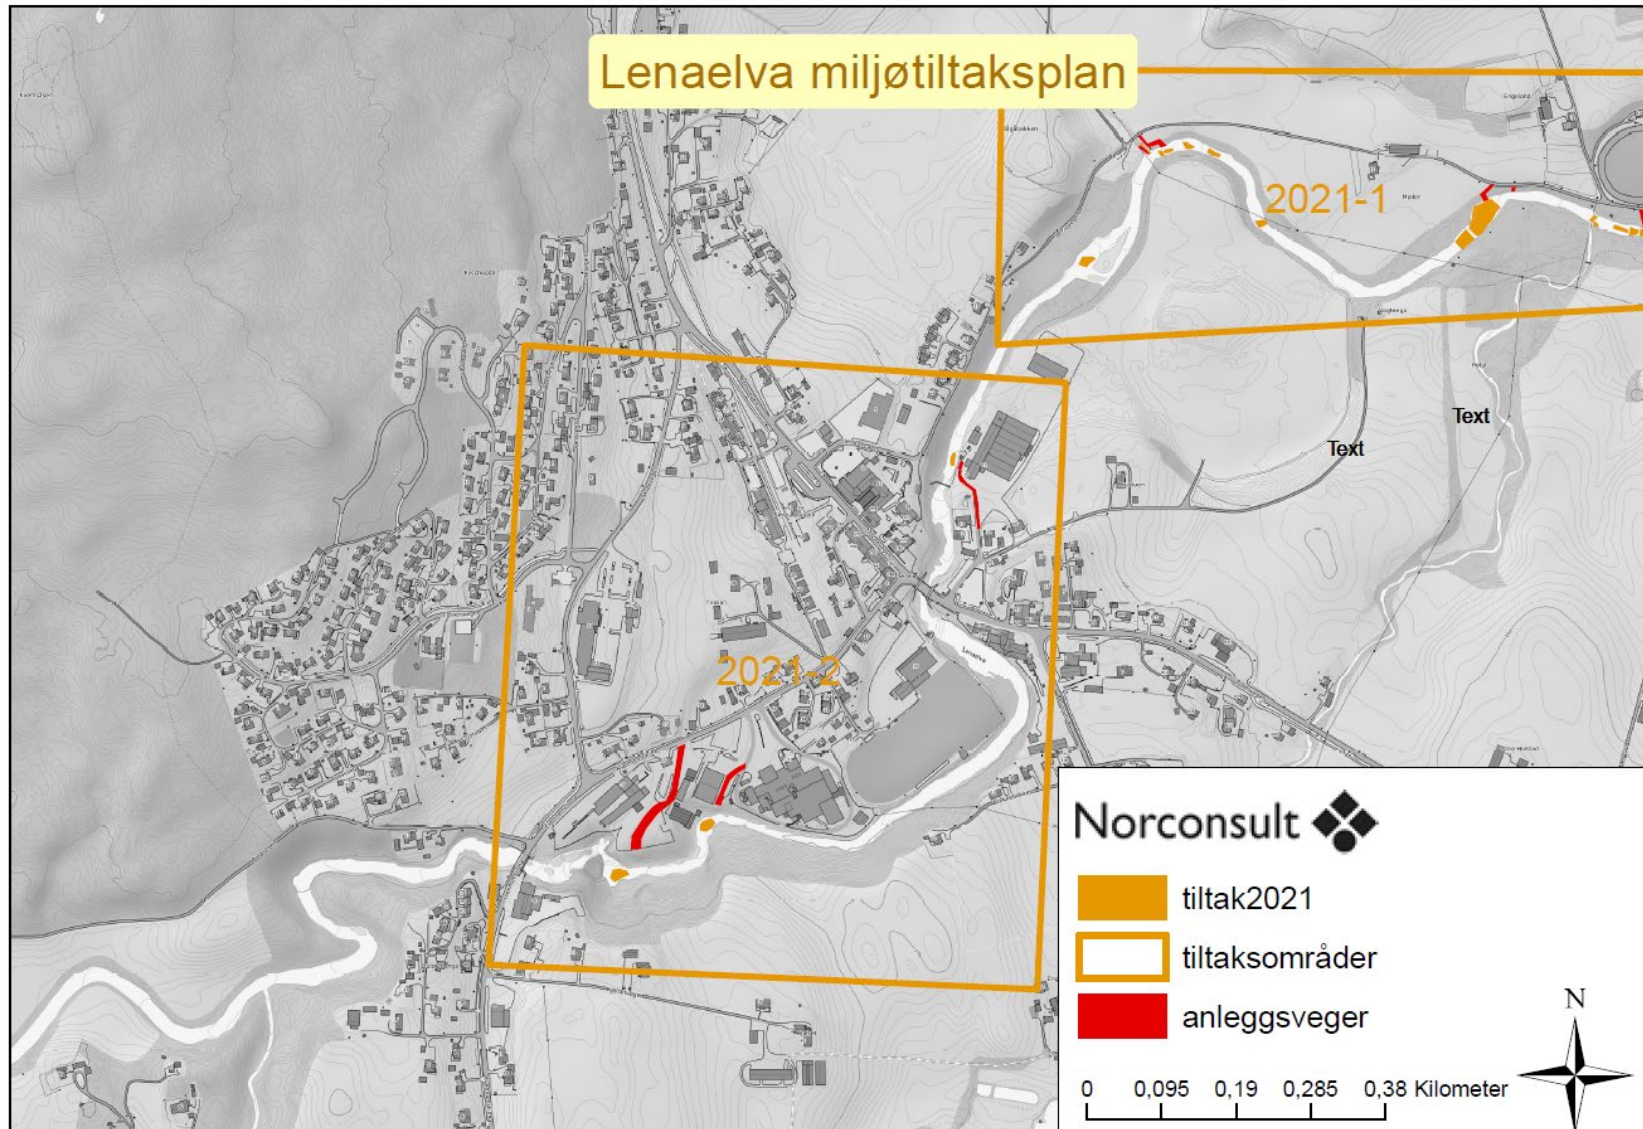 Lenaelva miljøtiltaksplan
Engeland
2021-1
Text
Text
2021-2
Lenaelva
Norconsult
tiltak2021
tiltaksområder
anleggsveger
N
0 0,095 0,19 0,285 0,38 Kilometer